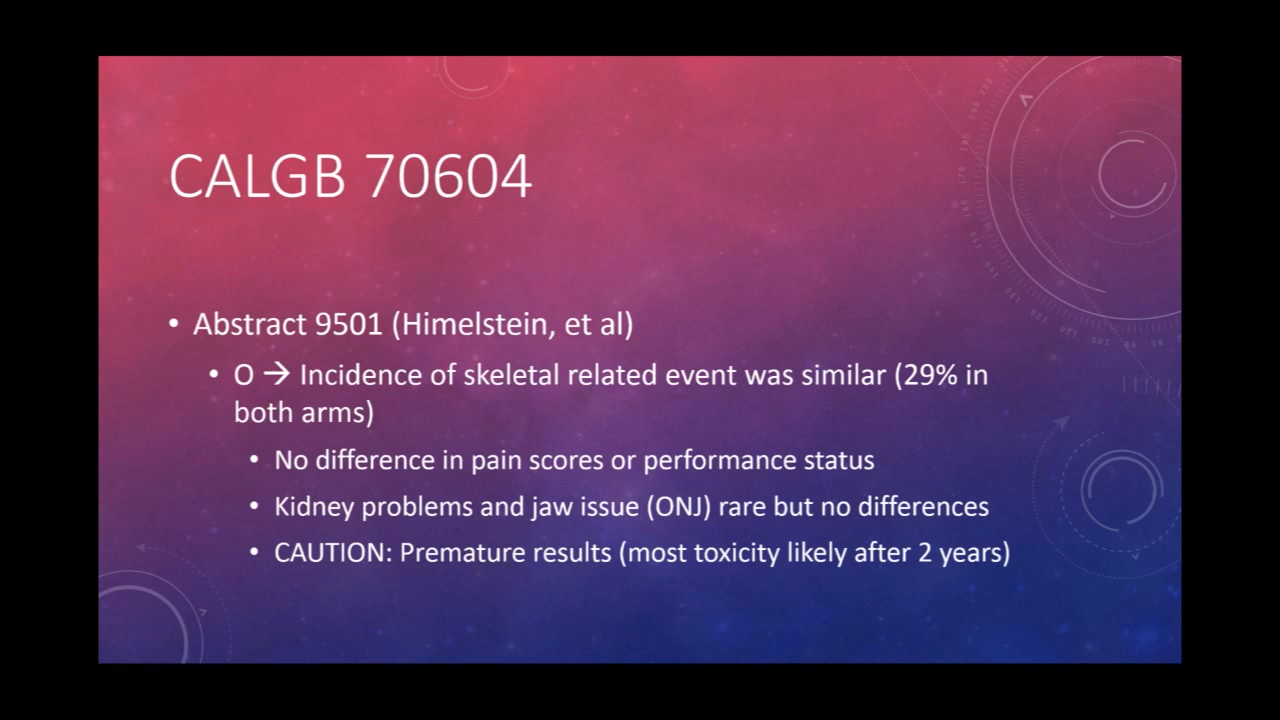 CALGB 70604
• Abstract 9501 (Himelstein, et al)
• O → Incidence of skeletal related event was similar (29% in
both arms)
• No difference in pain scores or performance status
• Kidney problems and jaw issue (ONJ) rare but no differences
• CAUTION: Premature results (most toxicity likely after 2 years)